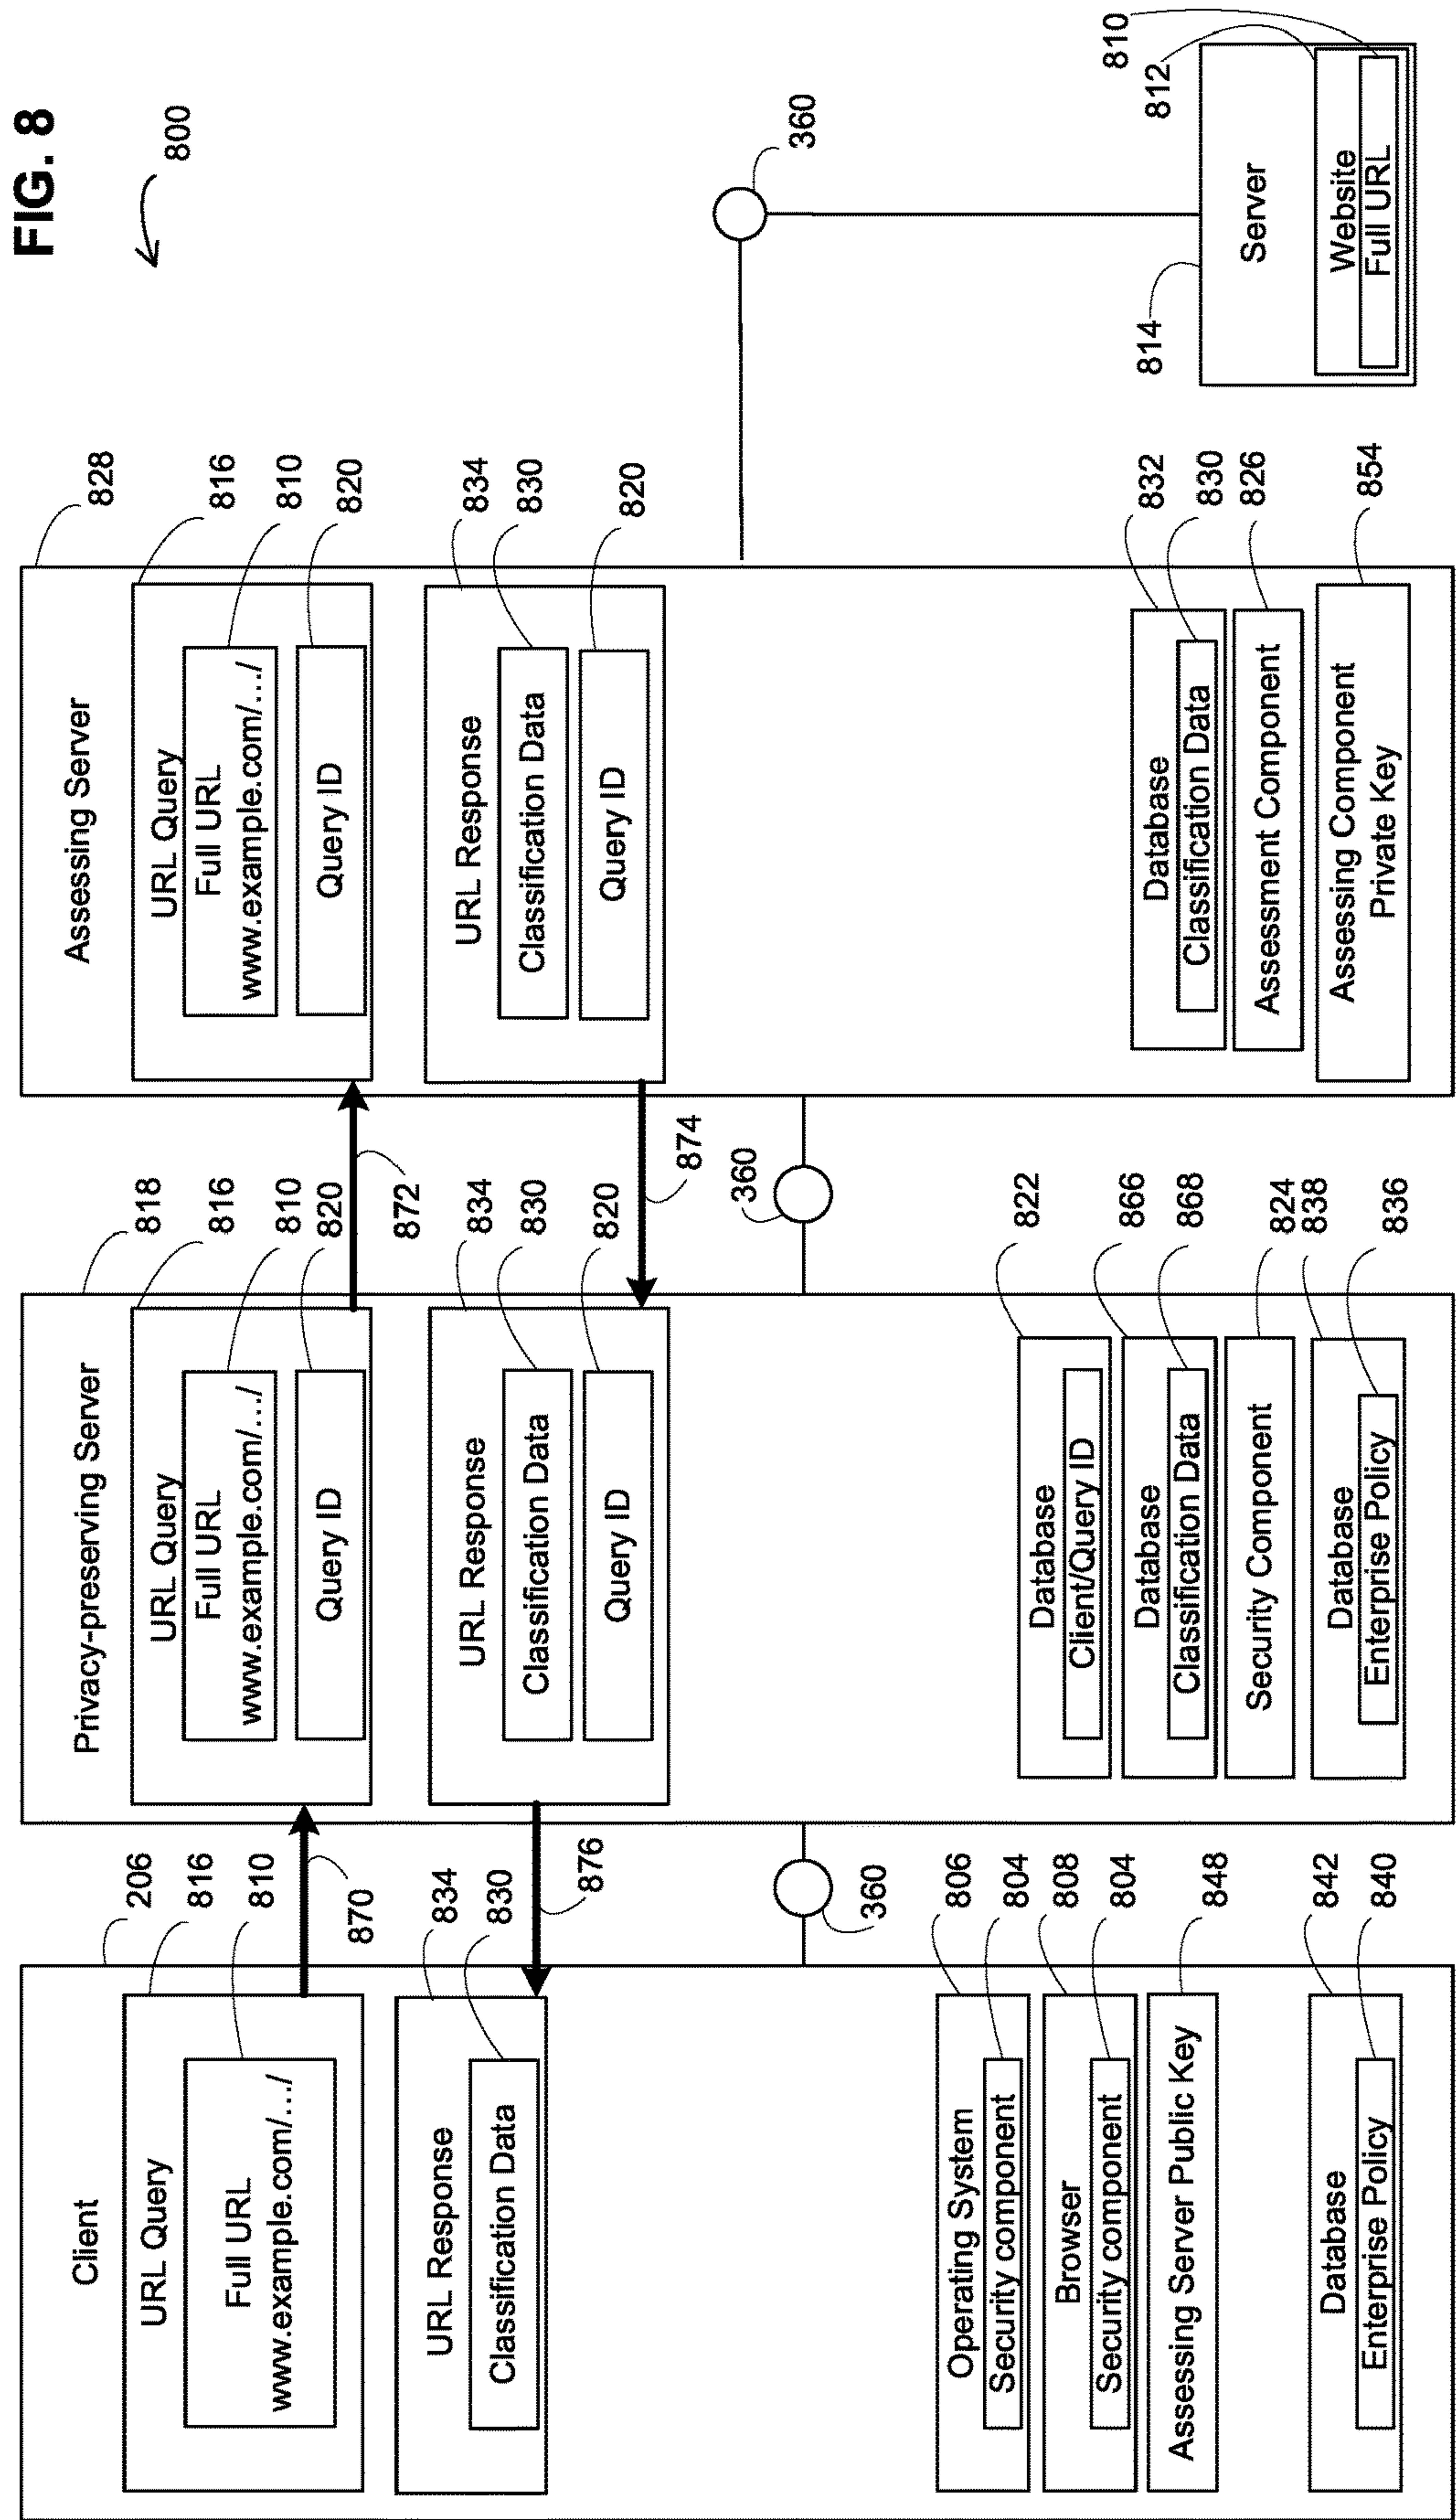 FIG. 8
800
Client
206
URL Query
816
Full URL
www.example.com/.../
810
870
URL Response
834
Classification Data
830
876
360
Operating System
806
Security component
804
Browser
808
Security component
804
Assessing Server Public Key
848
Database
842
Enterprise Policy
840
Privacy-preserving Server
818
URL Query
816
Full URL
www.example.com/.../
810
Query ID
820
872
URL Response
834
Classification Data
830
Query ID
820
874
360
Database
822
Client/Query ID
Database
866
Classification Data
868
Security Component
824
Database
838
Enterprise Policy
836
Assessing Server
828
URL Query
816
Full URL
www.example.com/.../
810
Query ID
820
URL Response
834
Classification Data
830
Query ID
820
Database
832
Classification Data
830
Assessment Component
826
Assessing Component
Private Key
854
360
Server
814
Website
812
Full URL
810